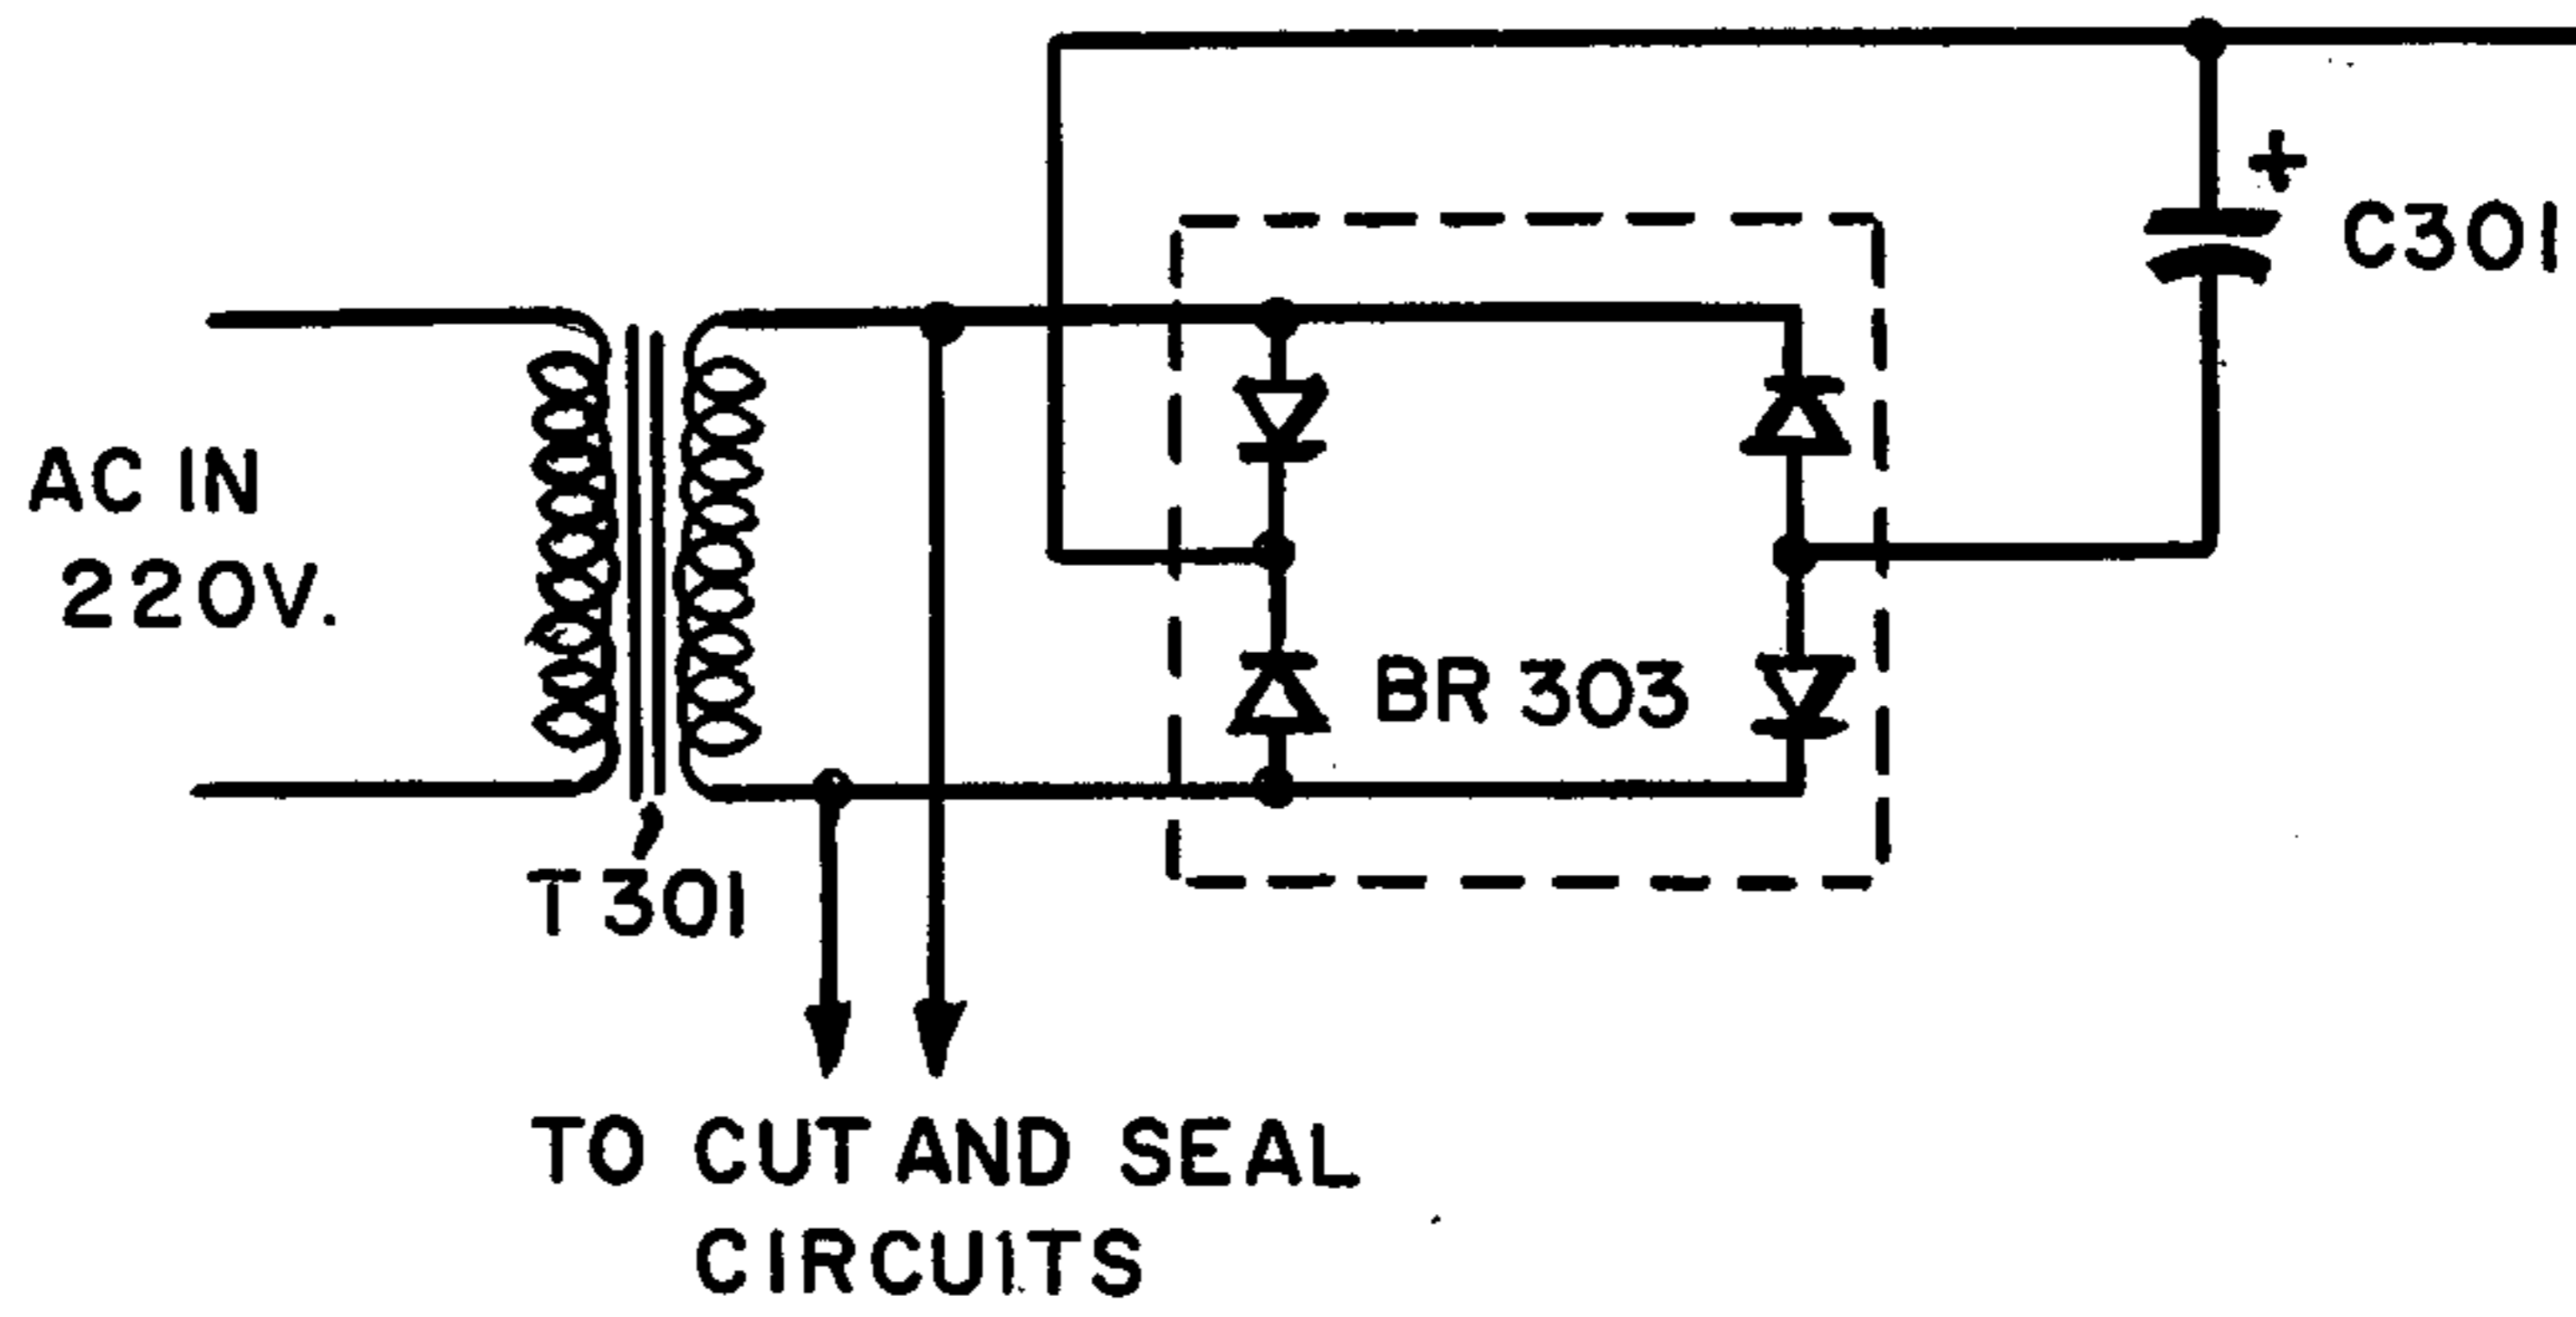 +
C301
AC IN
220V.
BR 303
T301
TO CUT AND SEAL
CIRCUITS